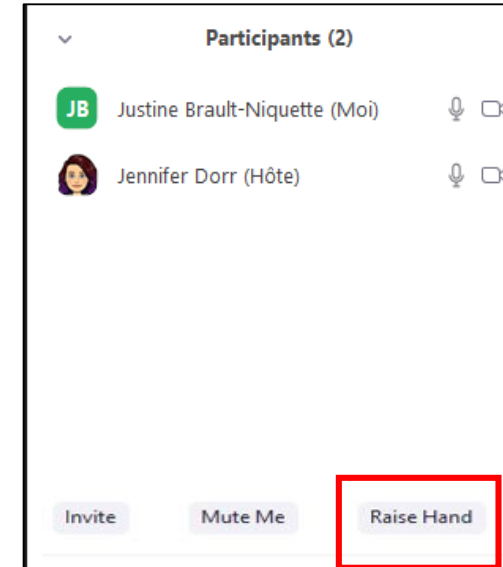 Participants (2)
JB Justine Brault-Niquette (Moi)
Jennifer Dorr (Hôte)
Invite Mute Me Raise Hand